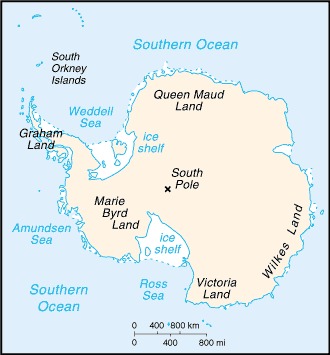 Southern Ocean
South
Orkney
Islands
Queen Maud
Land
Weddell
Sea
Graham
Land
ice
shelf
South
Pole
Marie
Byrd
Land
Amundsen
Sea
ice
shelf
Wilkes Land
Southern
Ocean
Ross
Sea
Victoria
Land
0 400 800 km
0 400 800 mi